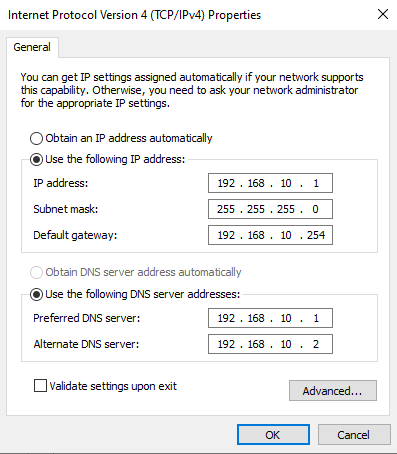 Internet Protocol Version 4 (TCP/IPv4) Properties
General
You can get IP settings assigned automatically if your network supports
this capability. Otherwise, you need to ask your network administrator
for the appropriate IP settings.
Obtain an IP address automatically
Use the following IP address:
IP address: 192 . 168 . 10 . 1
Subnet mask: 255 . 255 . 255 . 0
Default gateway: 192 . 168 . 10 . 254
Obtain DNS server address automatically
Use the following DNS server addresses:
Preferred DNS server: 192 . 168 . 10 . 1
Alternate DNS server: 192 . 168 . 10 . 2
Validate settings upon exit
Advanced...
OK Cancel